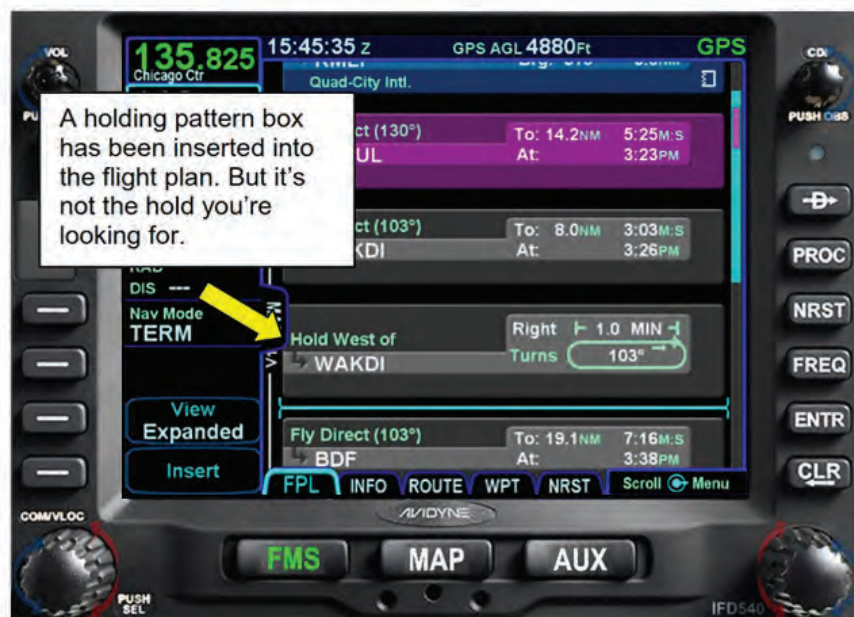 VOL
135.825
Chicago Ctr
15:45:35 Z
GPS AGL 4880Ft
GPS
CDI
Quad-City Intl.
PUSH OBS
A holding pattern box
has been inserted into
the flight plan. But it's
not the hold you're
looking for.
ct (130°)
UL
To: 14.2NM 5:25M:S
At: 3:23PM
ct (103°)
KDI
To: 8.0NM 3:03M:S
At: 3:26PM
DIS ---
Nav Mode
TERM
Hold West of
WAKDI
Right 1.0 MIN
Turns 103°
View
Expanded
Insert
Fly Direct (103°)
BDF
To: 19.1NM 7:16M:S
At: 3:38PM
FPL INFO ROUTE WPT NRST Scroll Menu
D
PROC
NRST
FREQ
ENTR
CLR
COM/VLOC
PUSH
SEL
AVIDYNE
FMS MAP AUX
IFD540